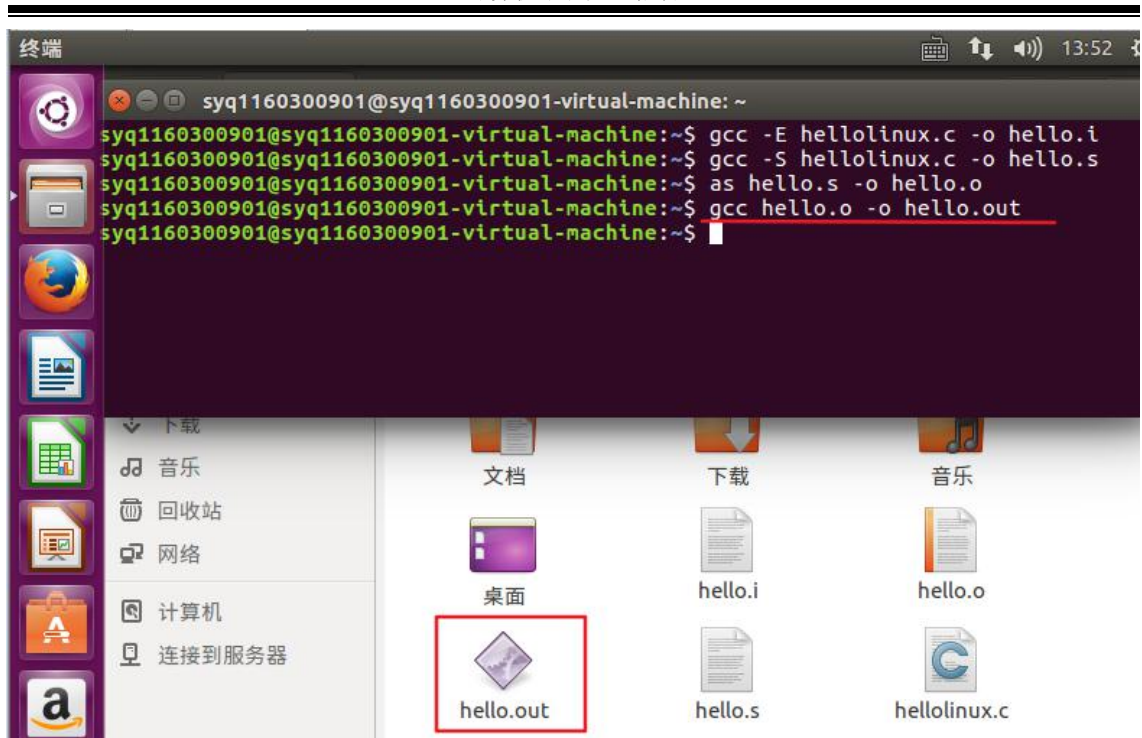 终端
13:52
syq1160300901@syq1160300901-virtual-machine: ~
syq1160300901@syq1160300901-virtual-machine:~$ gcc -E hellolinux.c -o hello.i
syq1160300901@syq1160300901-virtual-machine:~$ gcc -S hellolinux.c -o hello.s
syq1160300901@syq1160300901-virtual-machine:~$ as hello.s -o hello.o
syq1160300901@syq1160300901-virtual-machine:~$ gcc hello.o -o hello.out
syq1160300901@syq1160300901-virtual-machine:~$
下载
音乐
回收站
网络
计算机
连接到服务器
文档
下载
音乐
桌面
hello.i
hello.o
hello.out
hello.s
hellolinux.c